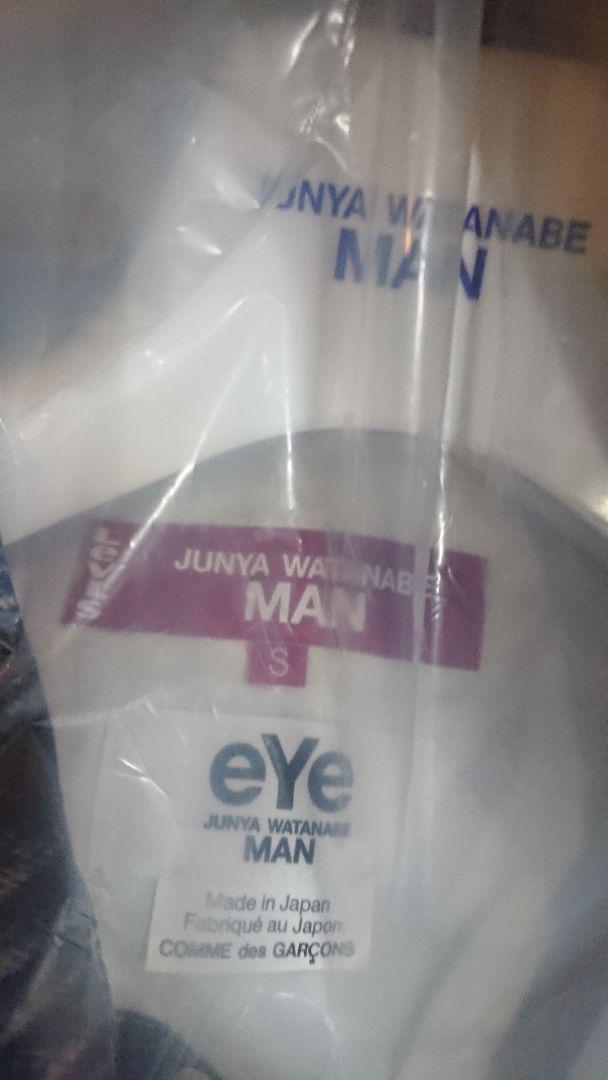 JUNYA WATANABE
MAN
Levi's
JUNYA WATANABE
MAN
S
eYe
JUNYA WATANABE
MAN
Made in Japan
Fabriqué au Japon
COMME des GARÇONS